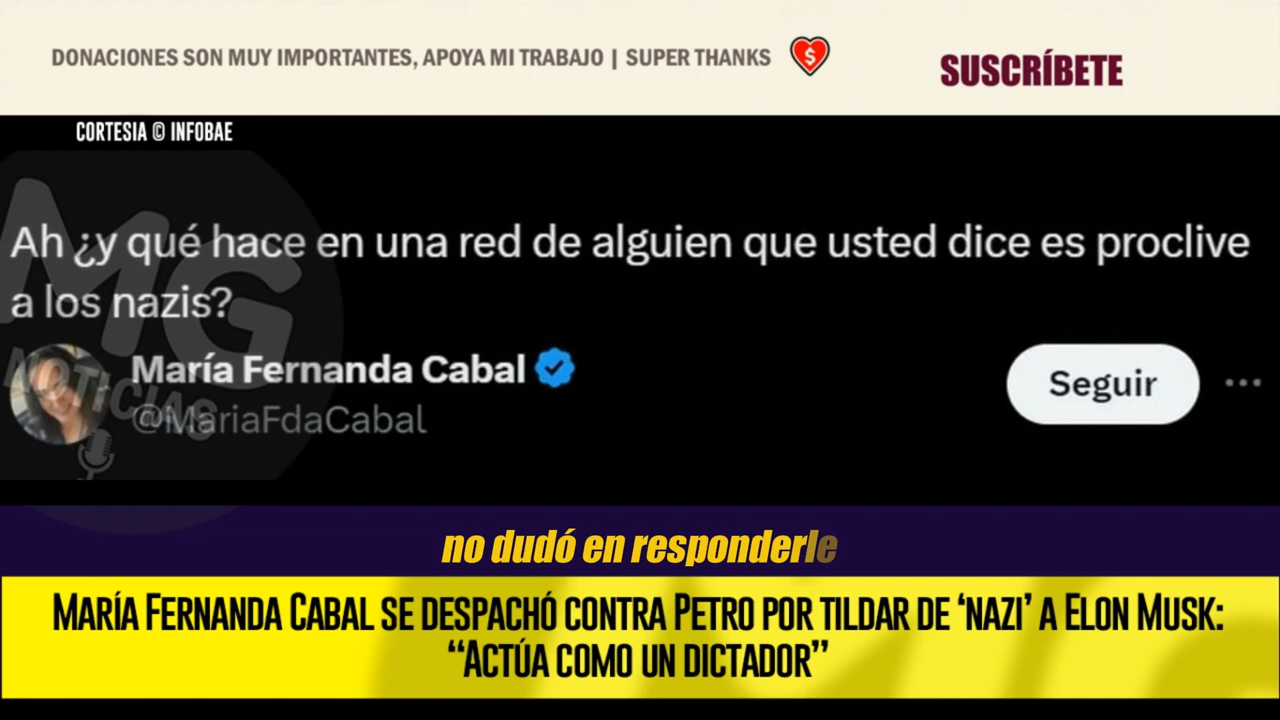 DONACIONES SON MUY IMPORTANTES, APOYA MI TRABAJO | SUPER THANKS $
SUSCRÍBETE
CORTESIA © INFOBAE
Ah ¿y qué hace en una red de alguien que usted dice es proclive
a los nazis?
María Fernanda Cabal
@MariaFdaCabal
Seguir
MG
NOTICIAS
no dudó en responderle
MARÍA FERNANDA CABAL SE DESPACHÓ CONTRA PETRO POR TILDAR DE ‘NAZI’ A ELON MUSK:
“ACTÚA COMO UN DICTADOR”